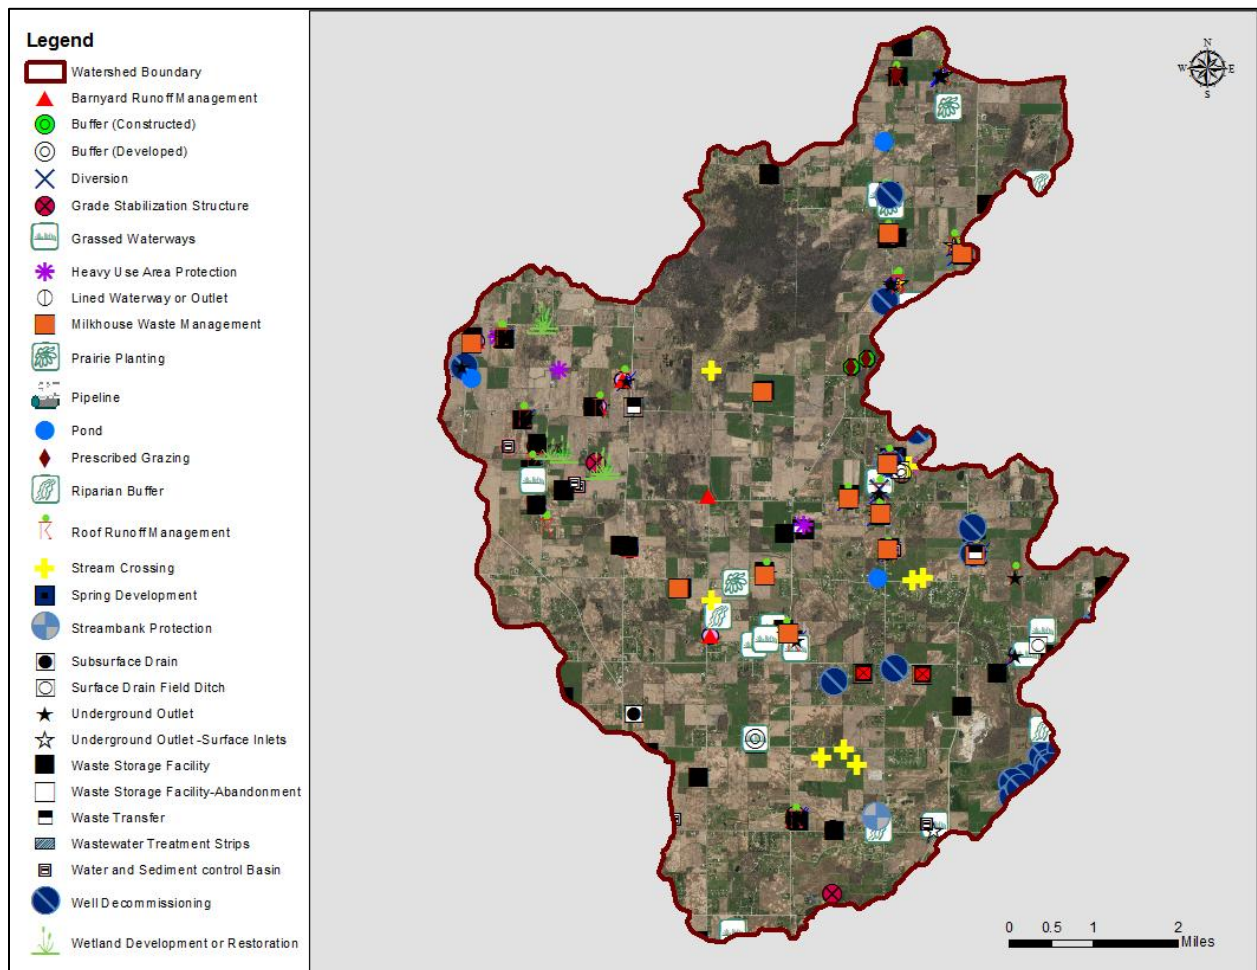 Legend
Watershed Boundary
Barnyard Runoff Management
Buffer (Constructed)
Buffer (Developed)
Diversion
Grade Stabilization Structure
Grassed Waterways
Heavy Use Area Protection
Lined Waterway or Outlet
Milkhouse Waste Management
Prairie Planting
Pipeline
Pond
Prescribed Grazing
Riparian Buffer
Roof Runoff Management
Stream Crossing
Spring Development
Streambank Protection
Subsurface Drain
Surface Drain Field Ditch
Underground Outlet
Underground Outlet -Surface Inlets
Waste Storage Facility
Waste Storage Facility-Abandonment
Waste Transfer
Wastewater Treatment Strips
Water and Sediment control Basin
Well Decommissioning
Wetland Development or Restoration
N
W E
S
0 0.5 1 2
Miles